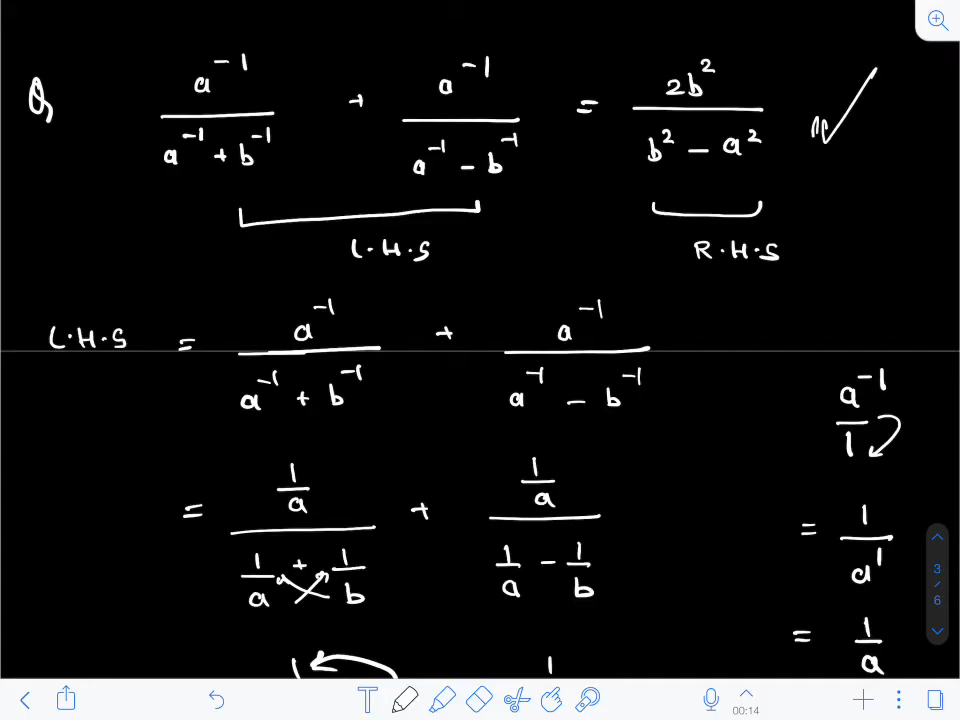 Q a⁻¹/(a⁻¹ + b⁻¹) + a⁻¹/(a⁻¹ − b⁻¹) = 2b²/(b² − a²)
L.H.S R.H.S
L.H.S = a⁻¹/(a⁻¹ + b⁻¹) + a⁻¹/(a⁻¹ − b⁻¹)
a⁻¹/1
= (1/a)/(1/a + 1/b) + (1/a)/(1/a − 1/b)
= 1/a¹
= 1/a
1 1
3/6
T
00:14